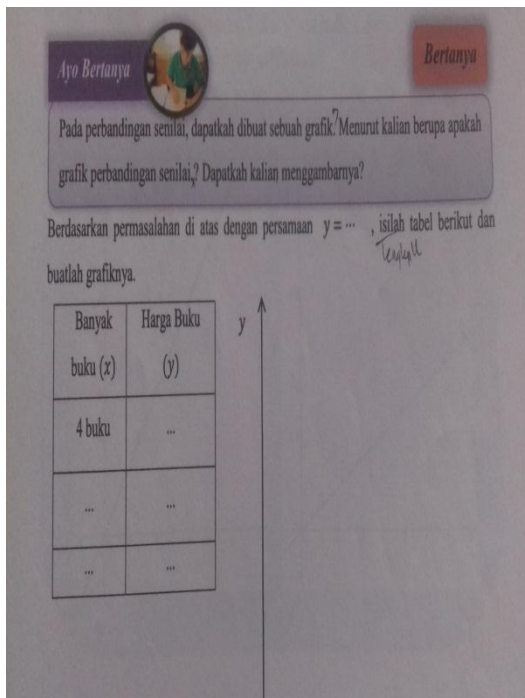 Ayo Bertanya
Bertanya
Pada perbandingan senilai, dapatkah dibuat sebuah grafik.? Menurut kalian berupa apakah
grafik perbandingan senilai,? Dapatkah kalian menggambarnya?
Berdasarkan permasalahan di atas dengan persamaan y = ··· , isilah tabel berikut dan
lengkapi
buatlah grafiknya.
Banyak Harga Buku
buku (x) (y)
y
4 buku ...
... ...
... ...